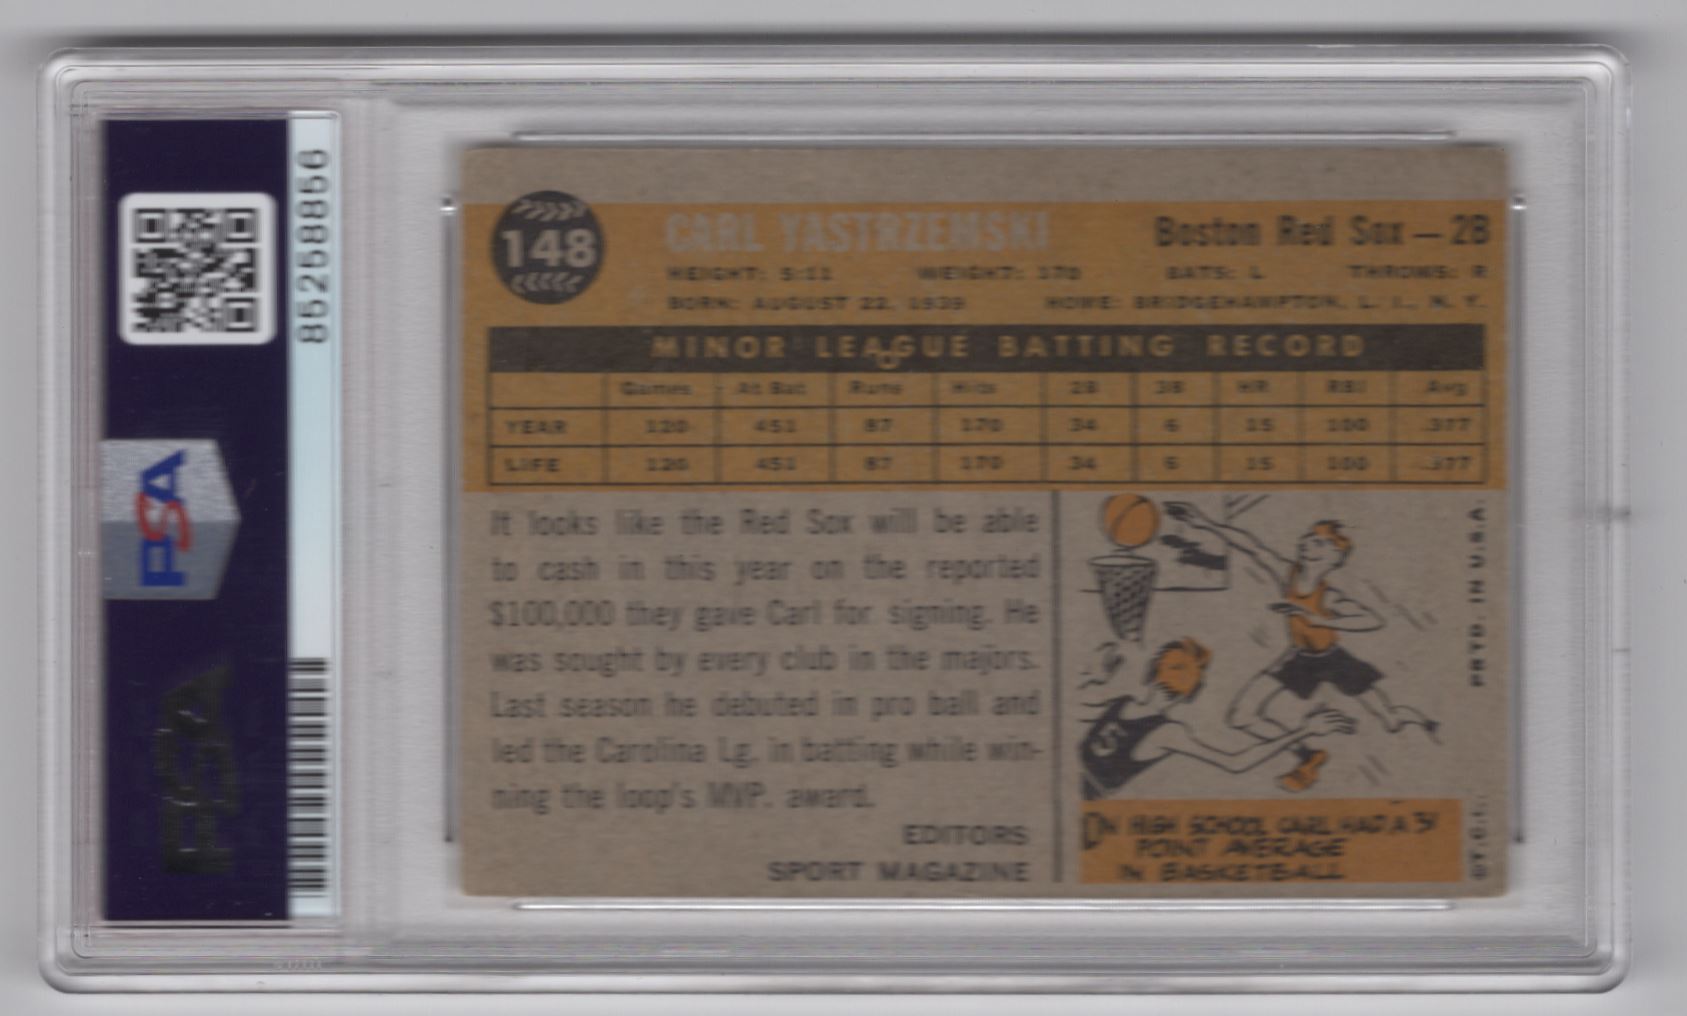 148
CARL YASTRZEMSKI Boston Red Sox — 2B
HEIGHT: 5:11 WEIGHT: 170 BATS: L THROWS: R
BORN: AUGUST 22, 1939 HOME: BRIDGEHAMPTON, L. I., N. Y.
MINOR LEAGUE BATTING RECORD
Games At Bat Runs Hits 2B 3B HR RBI Avg
YEAR 120 451 87 170 34 6 15 100 .377
LIFE 120 451 87 170 34 6 15 100 .377
It looks like the Red Sox will be able
to cash in this year on the reported
$100,000 they gave Carl for signing. He
was sought by every club in the majors.
Last season he debuted in pro ball and
led the Carolina Lg. in batting while win-
ning the loop's MVP. award.
EDITORS
SPORT MAGAZINE
5
IN HIGH SCHOOL CARL HAD A 34
POINT AVERAGE
IN BASKETBALL
©T.C.G. PRTD. IN U.S.A.
85258866
PSA
PSA